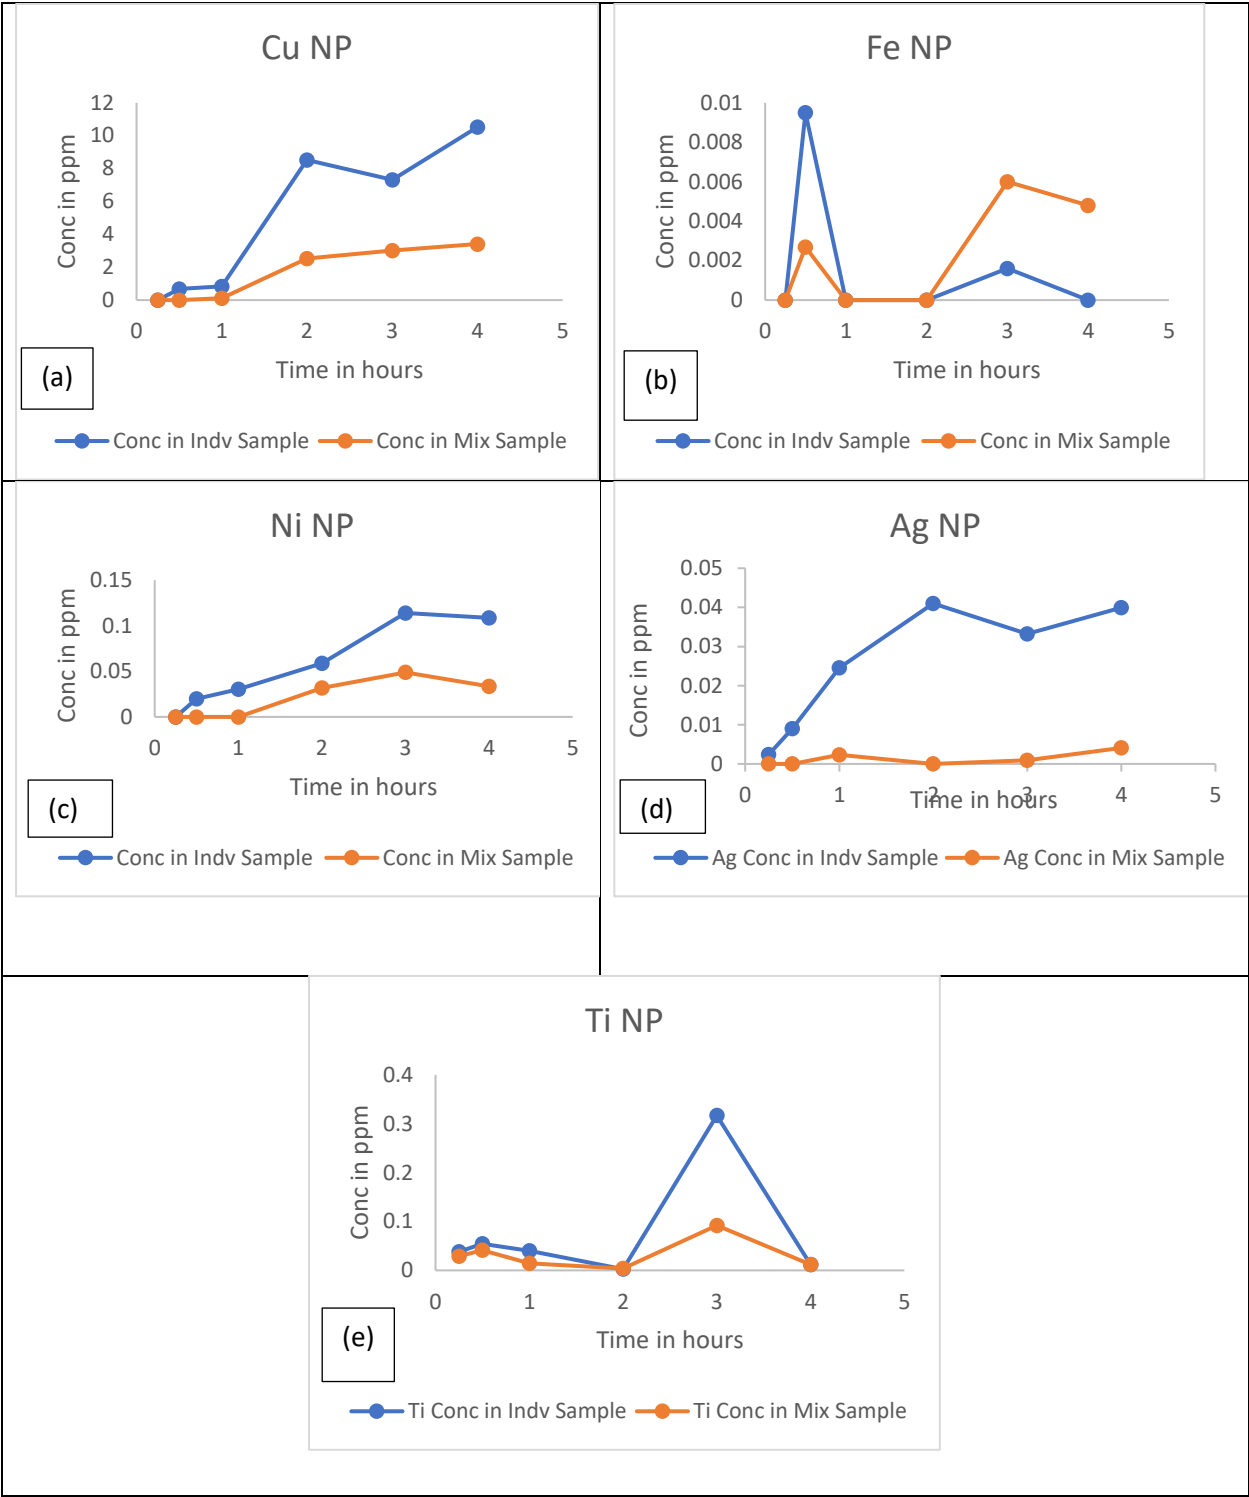 Cu NP
12
10
8
6
4
2
0
Conc in ppm
0 1 2 3 4 5
Time in hours
(a)
Conc in Indv Sample Conc in Mix Sample
Fe NP
0.01
0.008
0.006
0.004
0.002
0
Conc in ppm
0 1 2 3 4 5
Time in hours
(b)
Conc in Indv Sample Conc in Mix Sample
Ni NP
0.15
0.1
0.05
0
Conc in ppm
0 1 2 3 4 5
Time in hours
(c)
Conc in Indv Sample Conc in Mix Sample
Ag NP
0.05
0.04
0.03
0.02
0.01
0
Conc in ppm
0 1 2 3 4 5
Time in hours
(d)
Ag Conc in Indv Sample Ag Conc in Mix Sample
Ti NP
0.4
0.3
0.2
0.1
0
Conc in ppm
0 1 2 3 4 5
Time in hours
(e)
Ti Conc in Indv Sample Ti Conc in Mix Sample